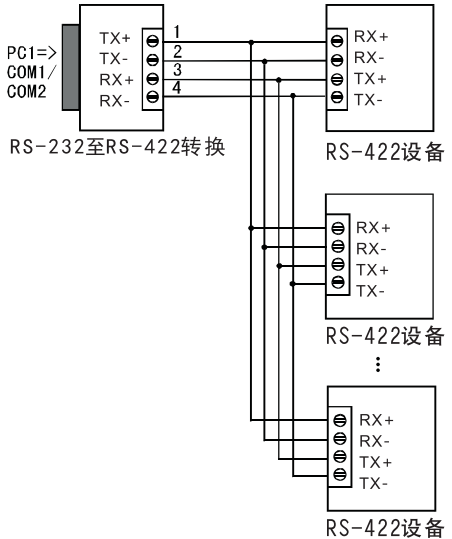 PC1=>
COM1/
COM2
TX+
TX-
RX+
RX-
1
2
3
4
RS-232至RS-422转换
RX+
RX-
TX+
TX-
RS-422设备
RX+
RX-
TX+
TX-
RS-422设备
⋮
RX+
RX-
TX+
TX-
RS-422设备